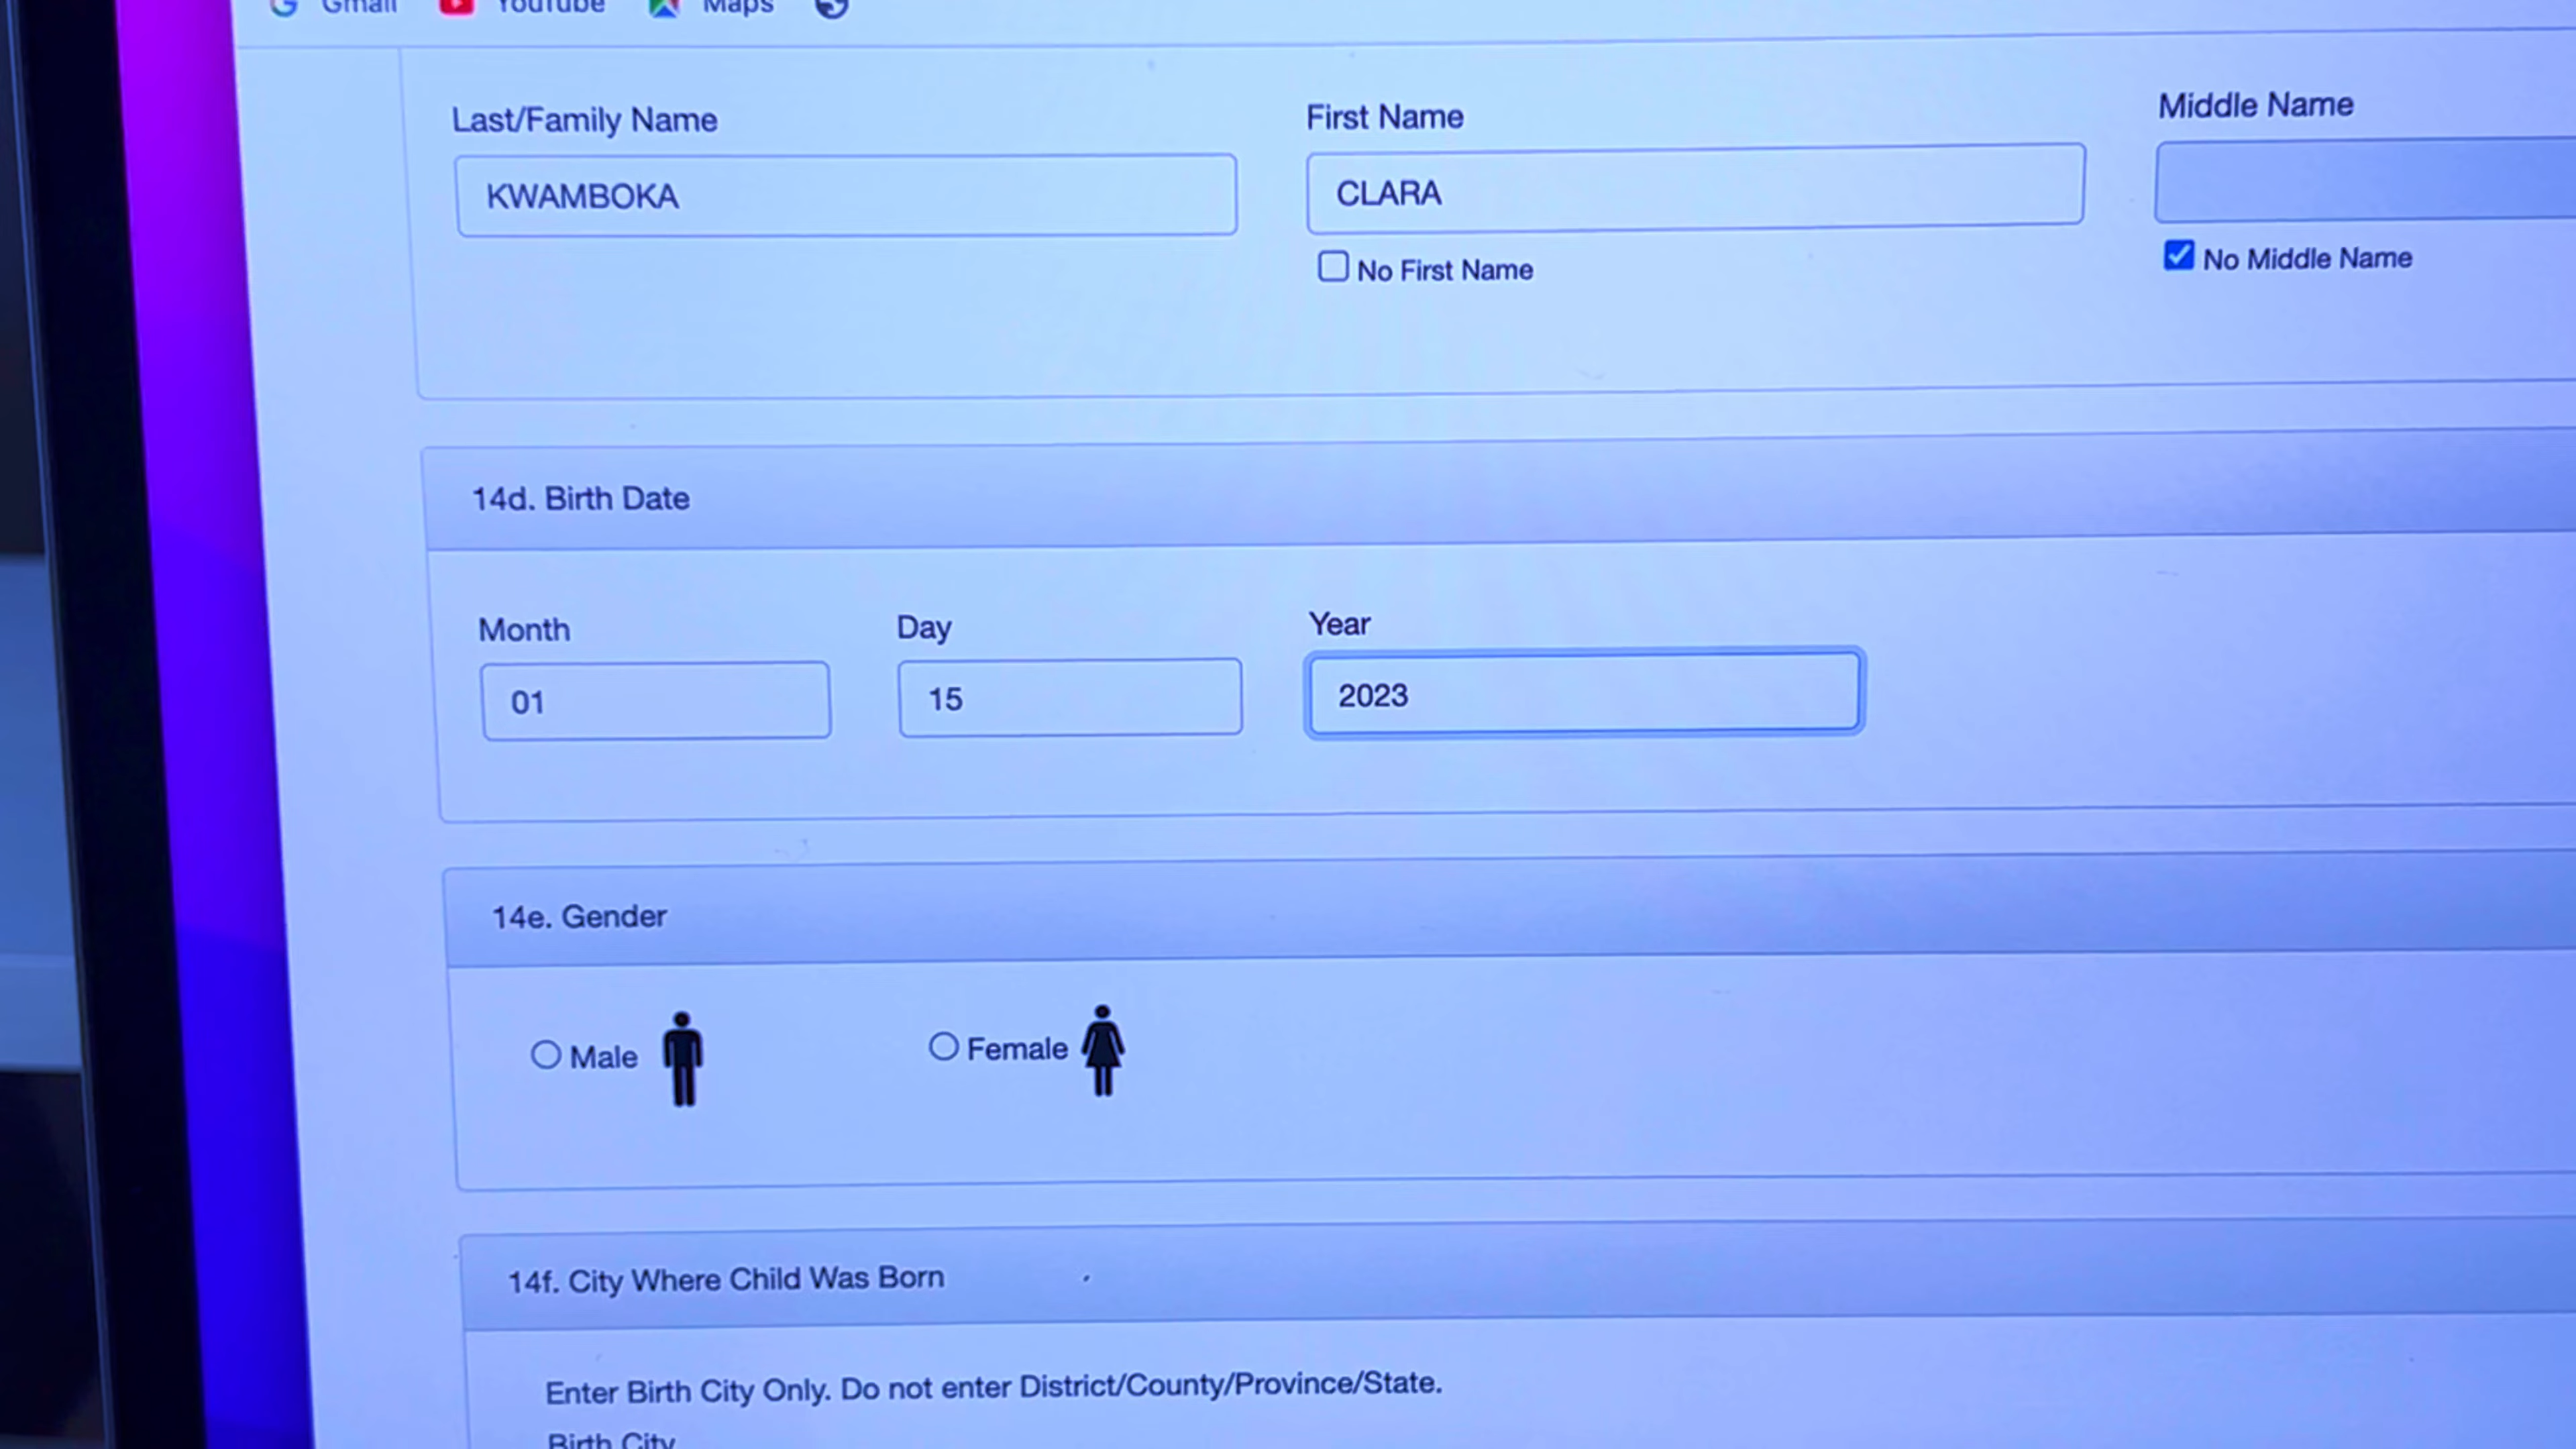 Gmail YouTube Maps
Last/Family Name First Name Middle Name
KWAMBOKA CLARA
No First Name No Middle Name
14d. Birth Date
Month Day Year
01 15 2023
14e. Gender
Male Female
14f. City Where Child Was Born
Enter Birth City Only. Do not enter District/County/Province/State.
Birth City